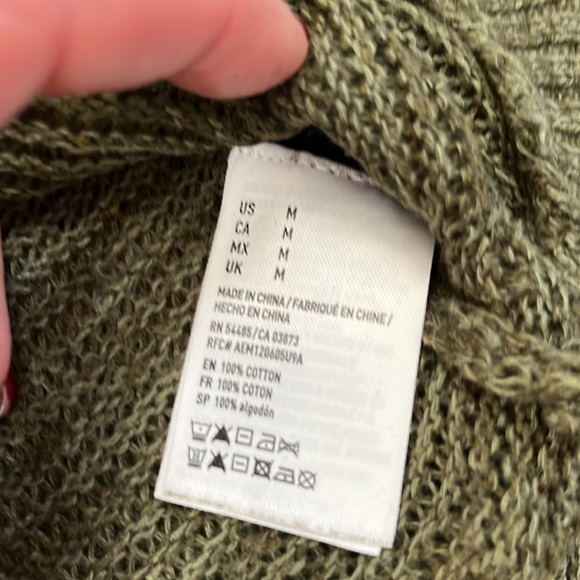 US M
CA M
MX M
UK M
MADE IN CHINA / FABRIQUÉ EN CHINE /
HECHO EN CHINA
RN 54485/CA 03873
RFC# AEM120605U9A
EN 100% COTTON
FR 100% COTON
SP 100% algodón